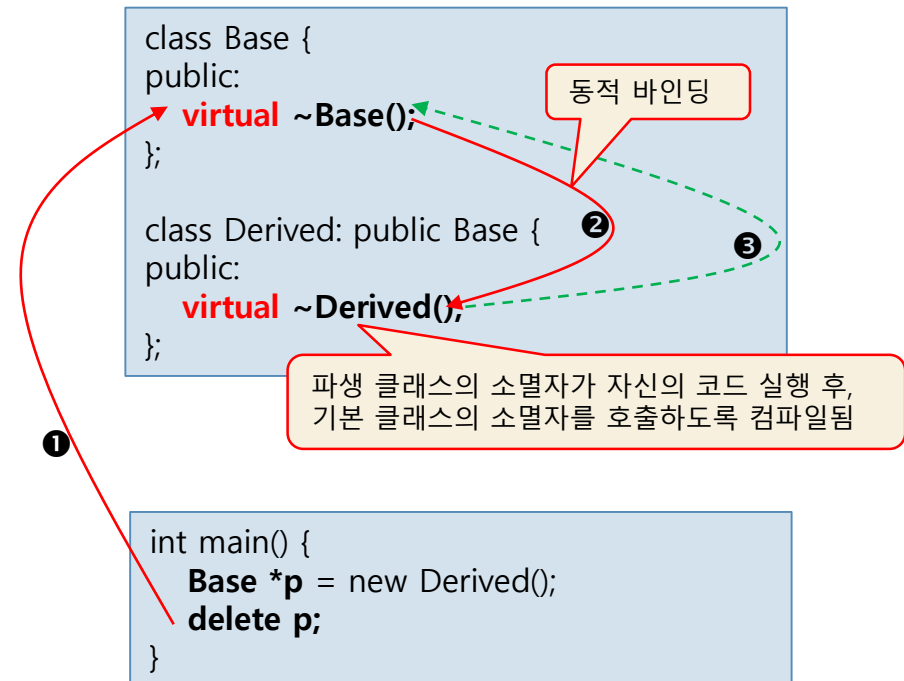 class Base {
public:
virtual ~Base();
};
동적 바인딩
class Derived: public Base {
public:
virtual ~Derived();
};
❷
❸
파생 클래스의 소멸자가 자신의 코드 실행 후,
기본 클래스의 소멸자를 호출하도록 컴파일됨
❶
int main() {
Base *p = new Derived();
delete p;
}